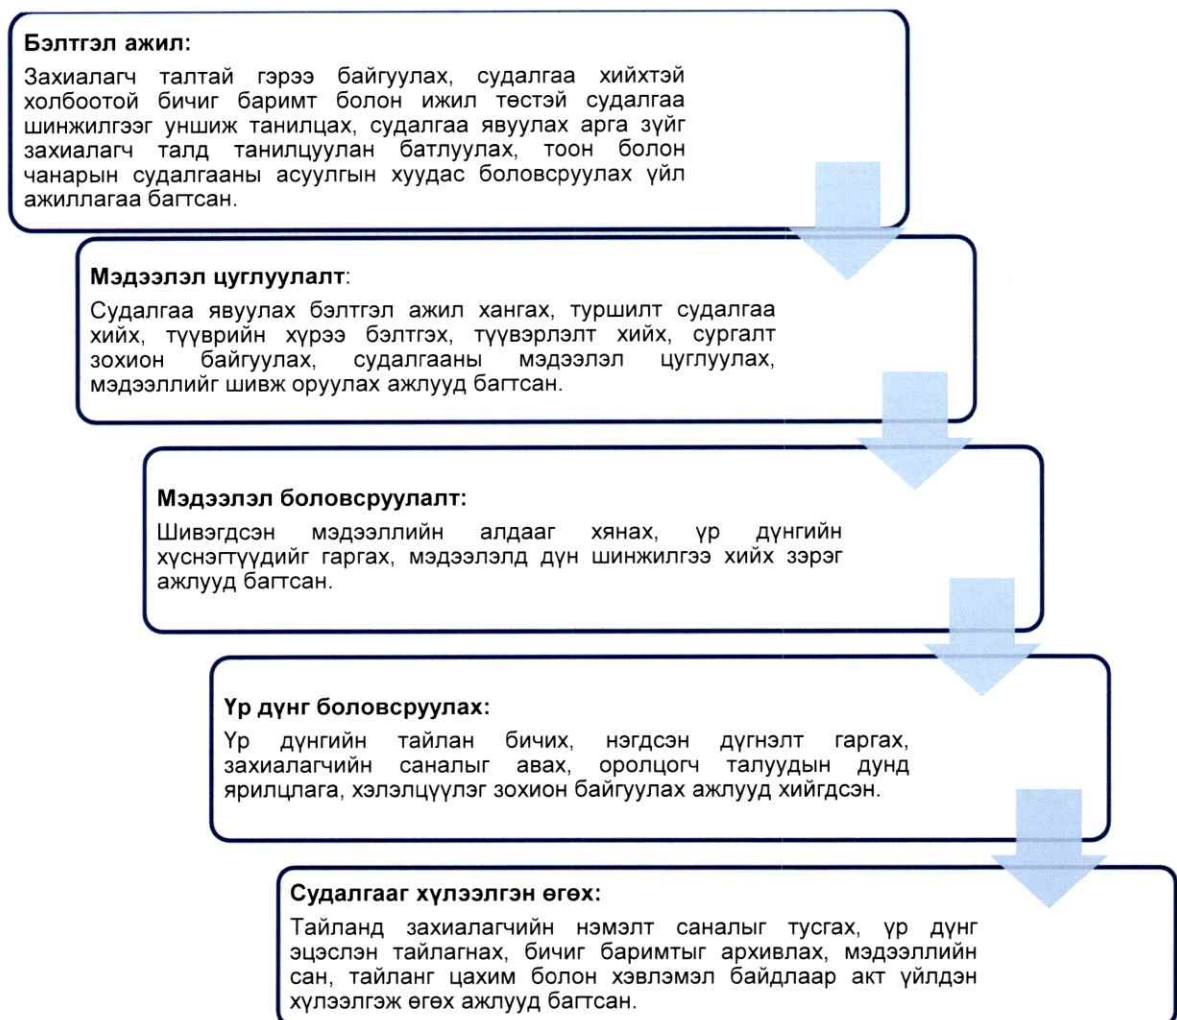 Бэлтгэл ажил:
Захиалагч талтай гэрээ байгуулах, судалгаа хийхтэй
холбоотой бичиг баримт болон ижил төстэй судалгаа
шинжилгээг уншиж танилцах, судалгаа явуулах арга зүйг
захиалагч талд танилцуулан батлуулах, тоон болон
чанарын судалгааны асуулгын хуудас боловсруулах үйл
ажиллагаа багтсан.
Мэдээлэл цуглуулалт:
Судалгаа явуулах бэлтгэл ажил хангах, туршилт судалгаа
хийх, түүврийн хүрээ бэлтгэх, түүвэрлэлт хийх, сургалт
зохион байгуулах, судалгааны мэдээлэл цуглуулах,
мэдээллийг шивж оруулах ажлууд багтсан.
Мэдээлэл боловсруулалт:
Шивэгдсэн мэдээллийн алдааг хянах, үр дүнгийн
хүснэгтүүдийг гаргах, мэдээлэлд дүн шинжилгээ хийх зэрэг
ажлууд багтсан.
Үр дүнг боловсруулах:
Үр дүнгийн тайлан бичих, нэгдсэн дүгнэлт гаргах,
захиалагчийн саналыг авах, оролцогч талуудын дунд
ярилцлага, хэлэлцүүлэг зохион байгуулах ажлууд хийгдсэн.
Судалгааг хүлээлгэн өгөх:
Тайланд захиалагчийн нэмэлт саналыг тусгах, үр дүнг
эцэслэн тайлагнах, бичиг баримтыг архивлах, мэдээллийн
сан, тайланг цахим болон хэвлэмэл байдлаар акт үйлдэн
хүлээлгэж өгөх ажлууд багтсан.